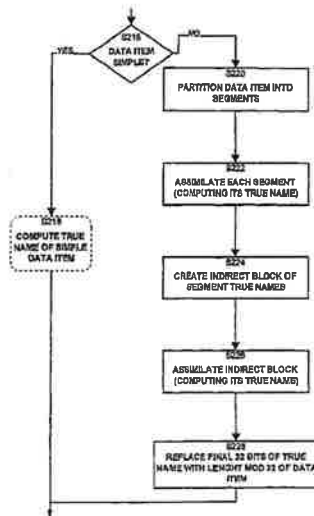 S216
DATA ITEM
SIMPLE?
YES
NO
S220
PARTITION DATA ITEM INTO
SEGMENTS
S222
ASSIMILATE EACH SEGMENT
(COMPUTING ITS TRUE NAME)
S218
COMPUTE TRUE
NAME OF SIMPLE
DATA ITEM
S224
CREATE INDIRECT BLOCK OF
SEGMENT TRUE NAMES
S226
ASSIMILATE INDIRECT BLOCK
(COMPUTING ITS TRUE NAME)
S228
REPLACE FINAL 32 BITS OF TRUE
NAME WITH LENGHT MOD 32 OF DATA
ITEM